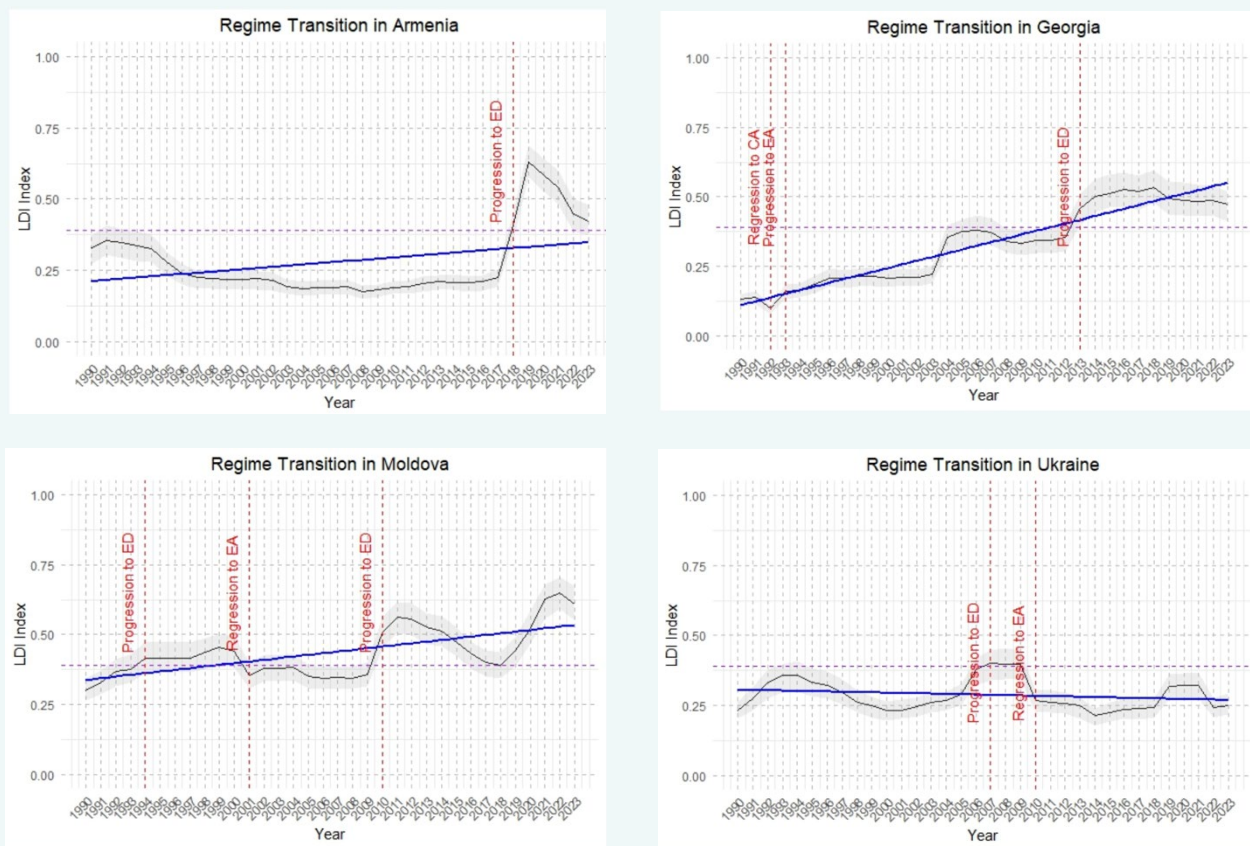 Regime Transition in Armenia
1.00
0.75
0.50
0.25
0.00
LDI Index
Progression to ED
1990 1991 1992 1993 1994 1995 1996 1997 1998 1999 2000 2001 2002 2003 2004 2005 2006 2007 2008 2009 2010 2011 2012 2013 2014 2015 2016 2017 2018 2019 2020 2021 2022 2023
Year
Regime Transition in Georgia
1.00
0.75
0.50
0.25
0.00
LDI Index
Regression to CA
Progression to EA
Progression to ED
1990 1991 1992 1993 1994 1995 1996 1997 1998 1999 2000 2001 2002 2003 2004 2005 2006 2007 2008 2009 2010 2011 2012 2013 2014 2015 2016 2017 2018 2019 2020 2021 2022 2023
Year
Regime Transition in Moldova
1.00
0.75
0.50
0.25
0.00
LDI Index
Progression to ED
Regression to EA
Progression to ED
1990 1991 1992 1993 1994 1995 1996 1997 1998 1999 2000 2001 2002 2003 2004 2005 2006 2007 2008 2009 2010 2011 2012 2013 2014 2015 2016 2017 2018 2019 2020 2021 2022 2023
Year
Regime Transition in Ukraine
1.00
0.75
0.50
0.25
0.00
LDI Index
Progression to ED
Regression to EA
1990 1991 1992 1993 1994 1995 1996 1997 1998 1999 2000 2001 2002 2003 2004 2005 2006 2007 2008 2009 2010 2011 2012 2013 2014 2015 2016 2017 2018 2019 2020 2021 2022 2023
Year